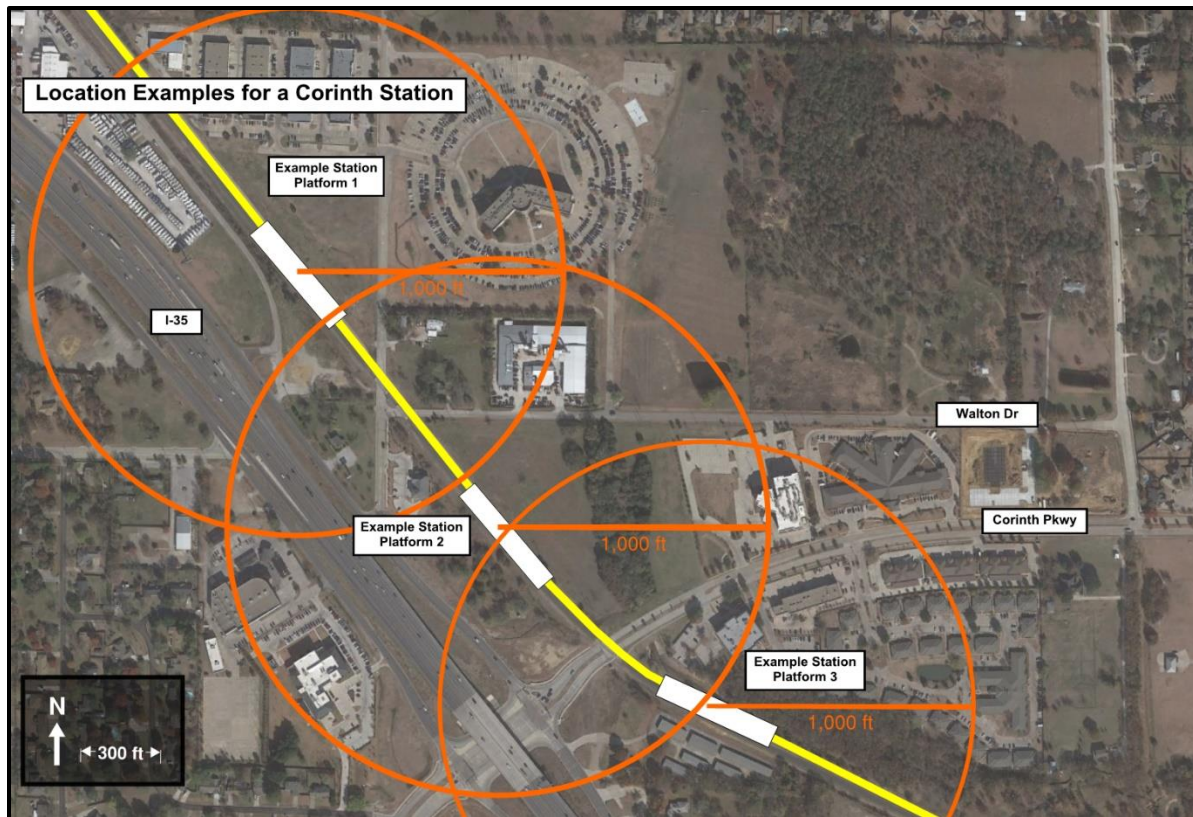 Location Examples for a Corinth Station
Example Station
Platform 1
1,000 ft
I-35
Walton Dr
Corinth Pkwy
Example Station
Platform 2
1,000 ft
Example Station
Platform 3
1,000 ft
N
300 ft